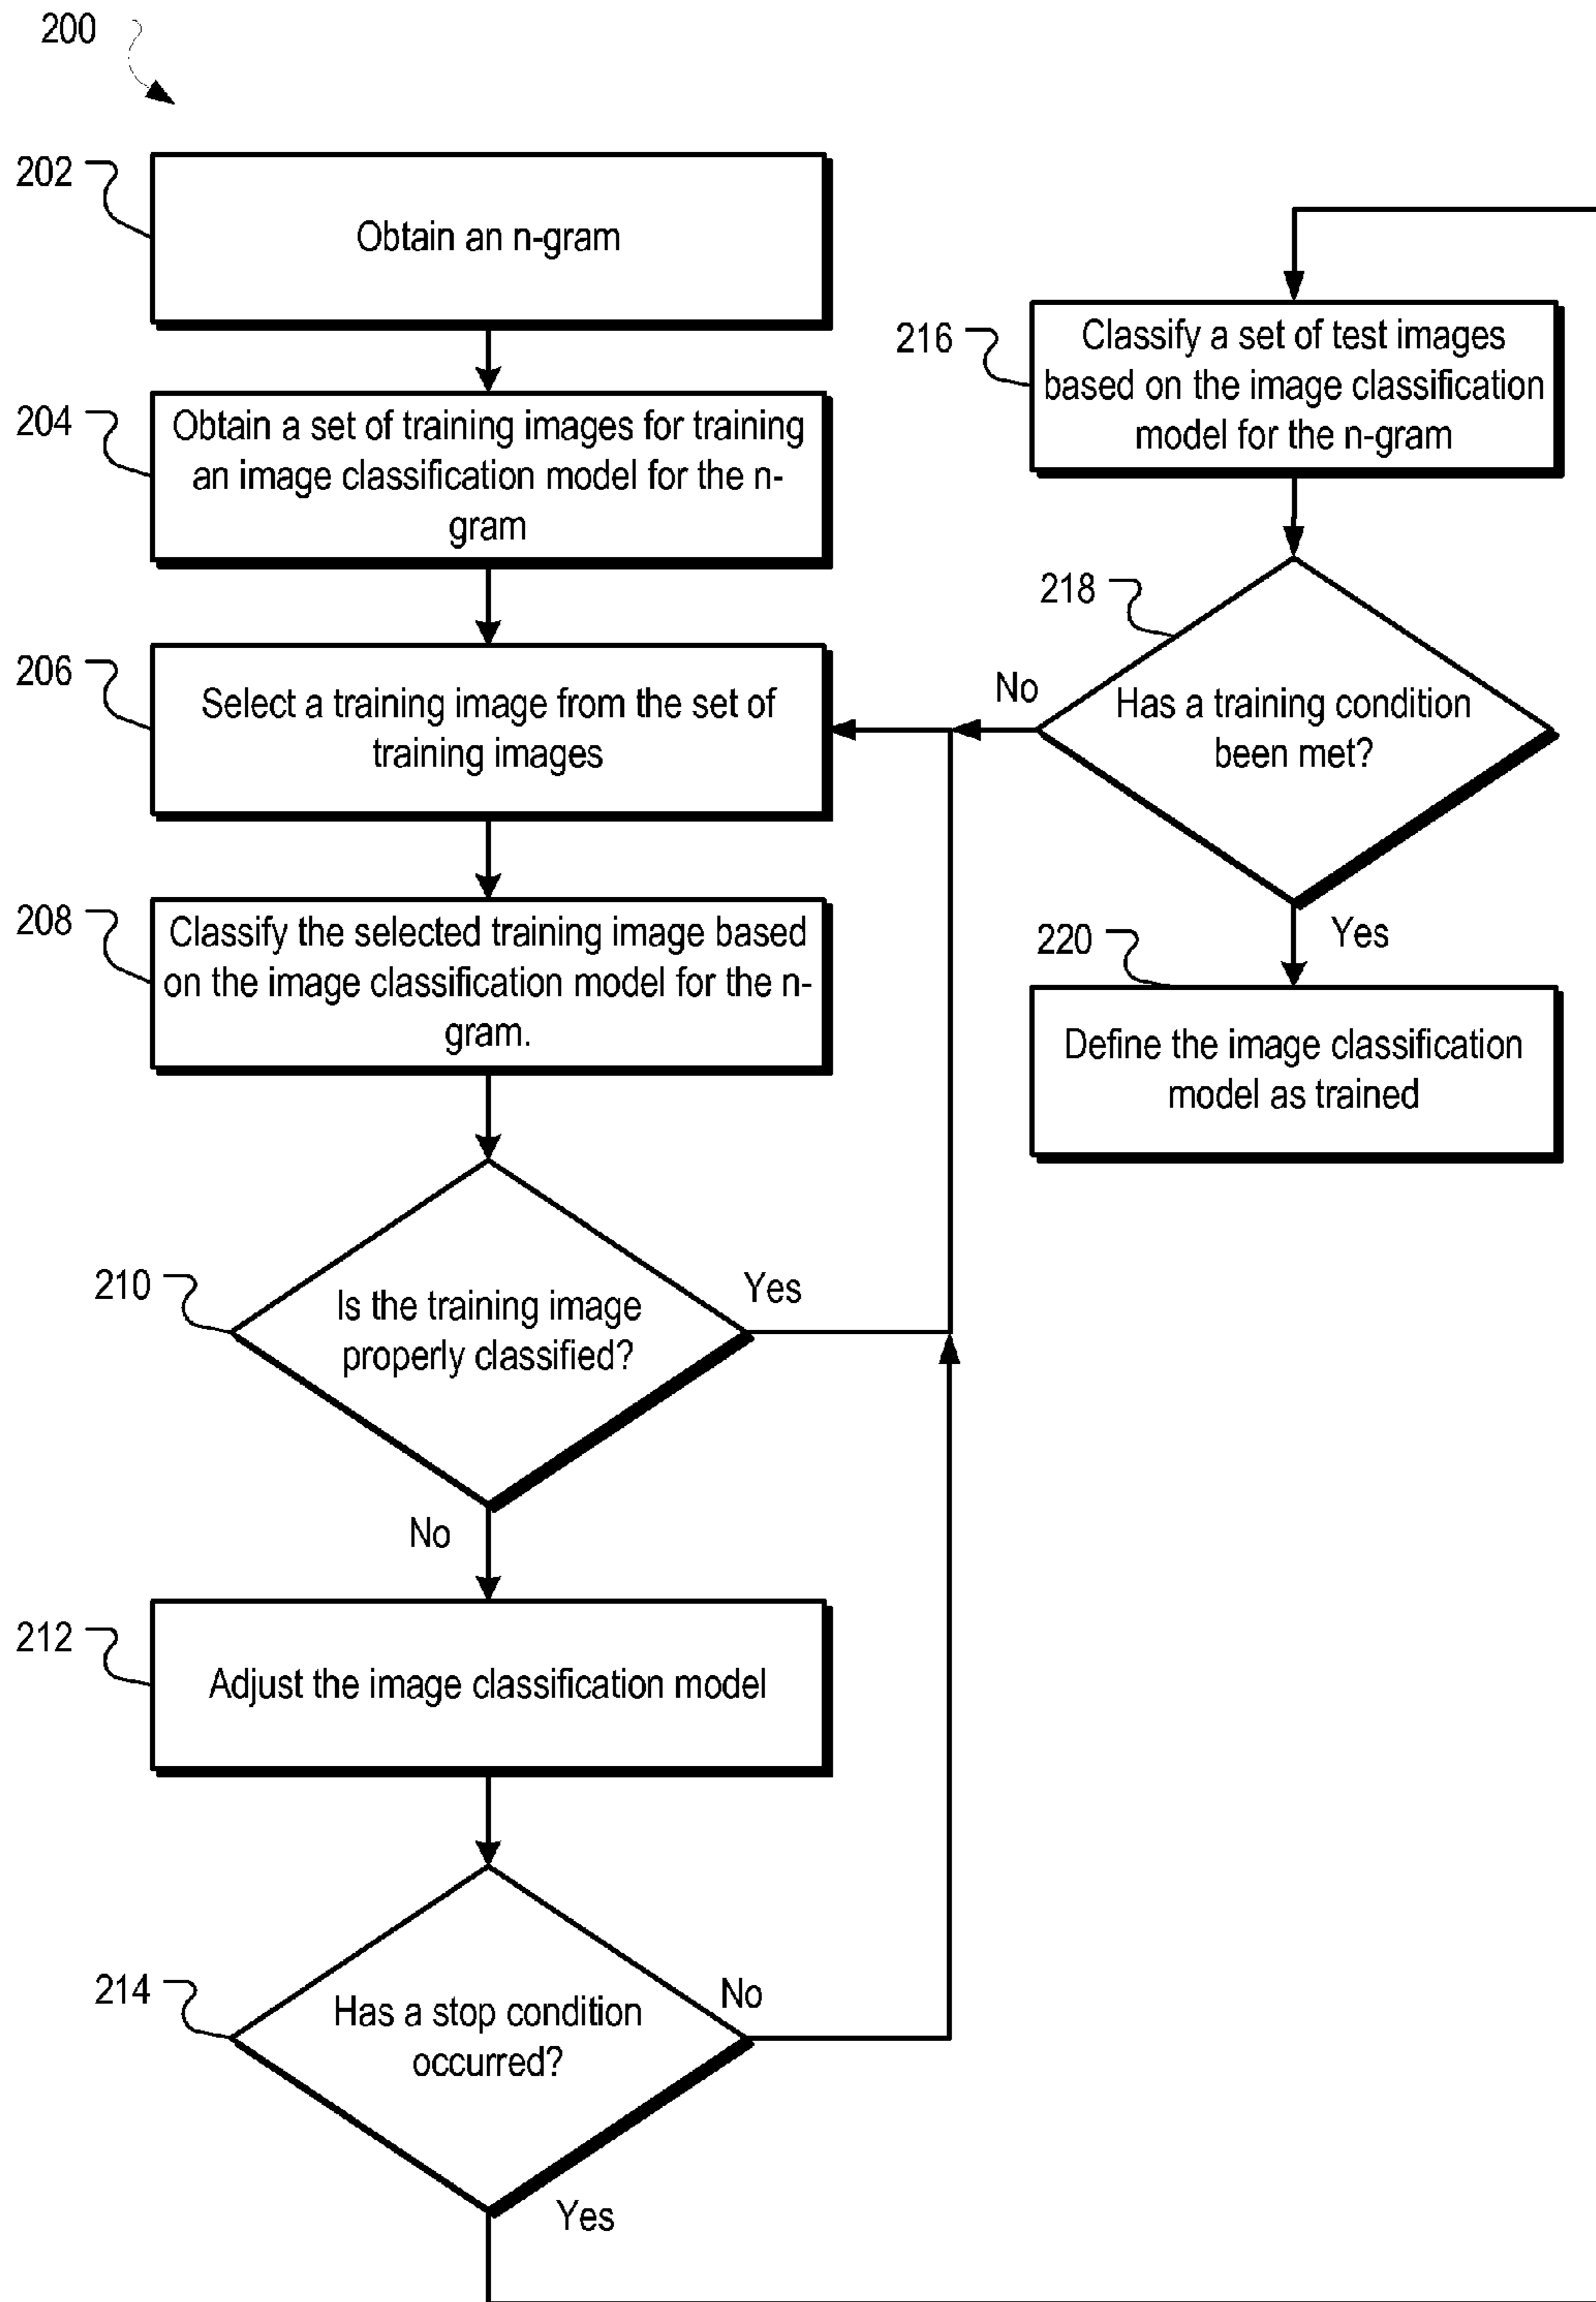 200
202
Obtain an n-gram
204
Obtain a set of training images for training
an image classification model for the n-
gram
206
Select a training image from the set of
training images
208
Classify the selected training image based
on the image classification model for the n-
gram.
210
Is the training image
properly classified?
Yes
No
212
Adjust the image classification model
214
Has a stop condition
occurred?
No
Yes
216
Classify a set of test images
based on the image classification
model for the n-gram
218
Has a training condition
been met?
No
Yes
220
Define the image classification
model as trained